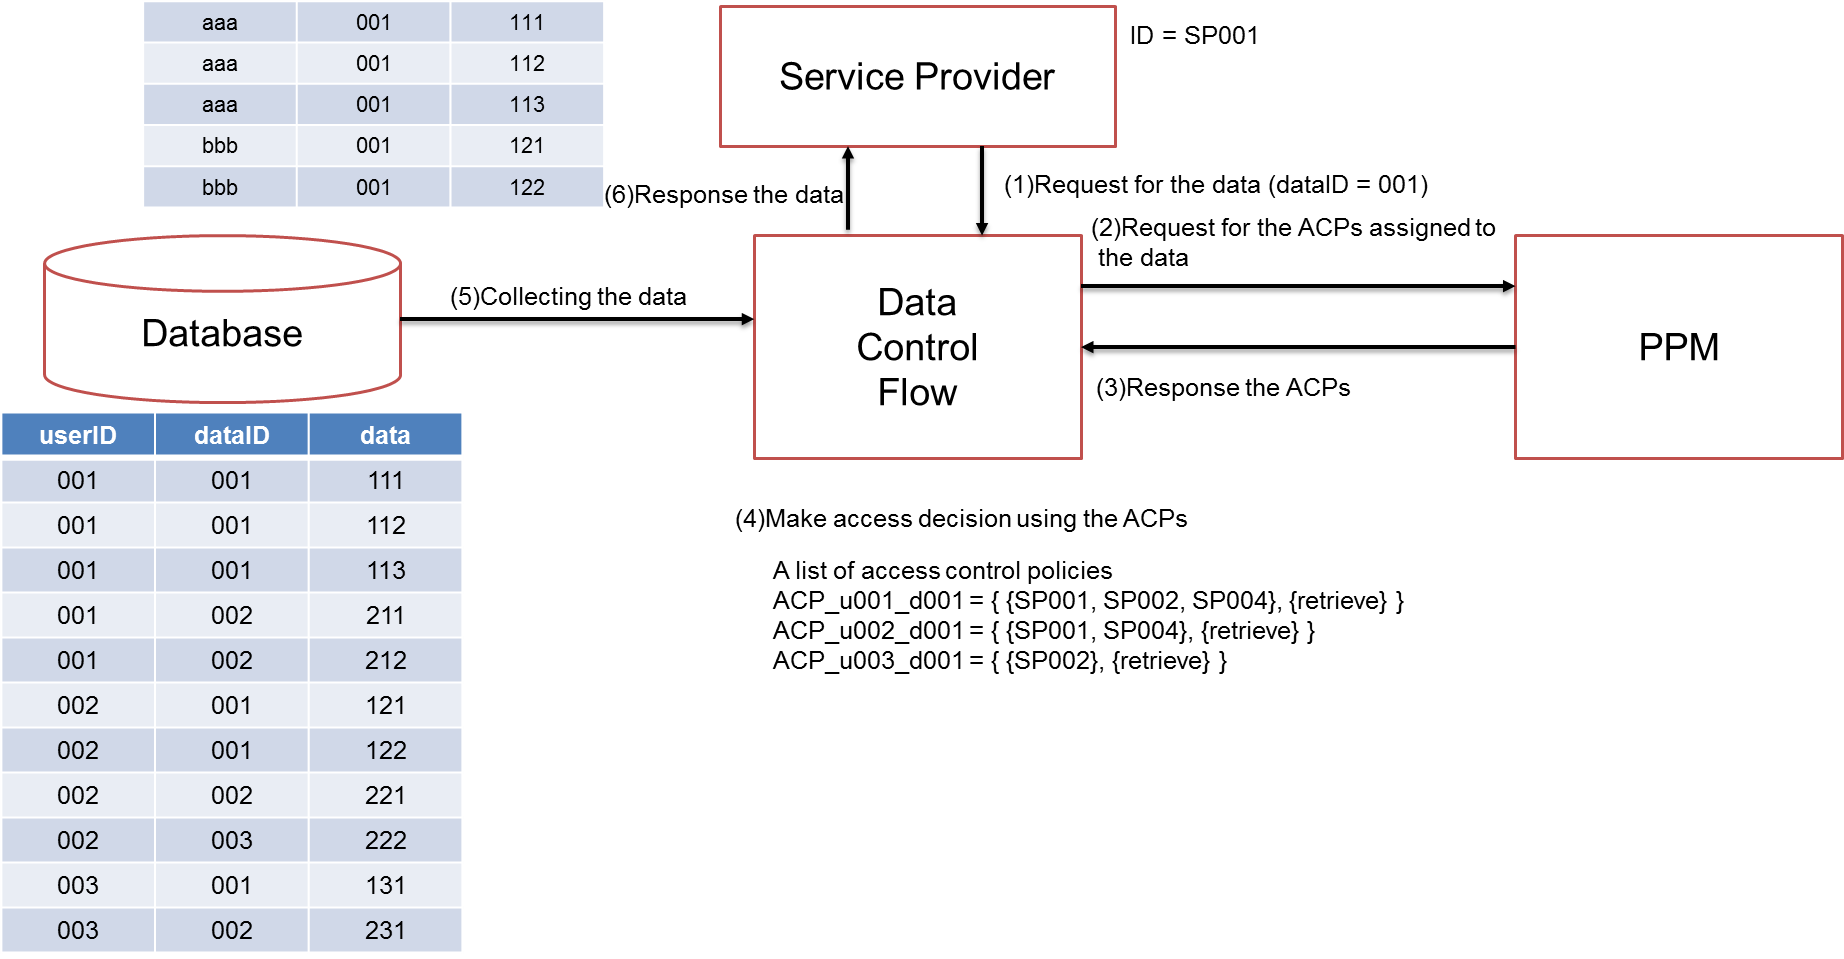 aaa 001 111
aaa 001 112
aaa 001 113
bbb 001 121
bbb 001 122
Service Provider
ID = SP001
(6)Response the data
(1)Request for the data (dataID = 001)
(2)Request for the ACPs assigned to
the data
Database
(5)Collecting the data
Data
Control
Flow
PPM
(3)Response the ACPs
userID dataID data
001 001 111
001 001 112
001 001 113
001 002 211
001 002 212
002 001 121
002 001 122
002 002 221
002 003 222
003 001 131
003 002 231
(4)Make access decision using the ACPs
A list of access control policies
ACP_u001_d001 = { {SP001, SP002, SP004}, {retrieve} }
ACP_u002_d001 = { {SP001, SP004}, {retrieve} }
ACP_u003_d001 = { {SP002}, {retrieve} }